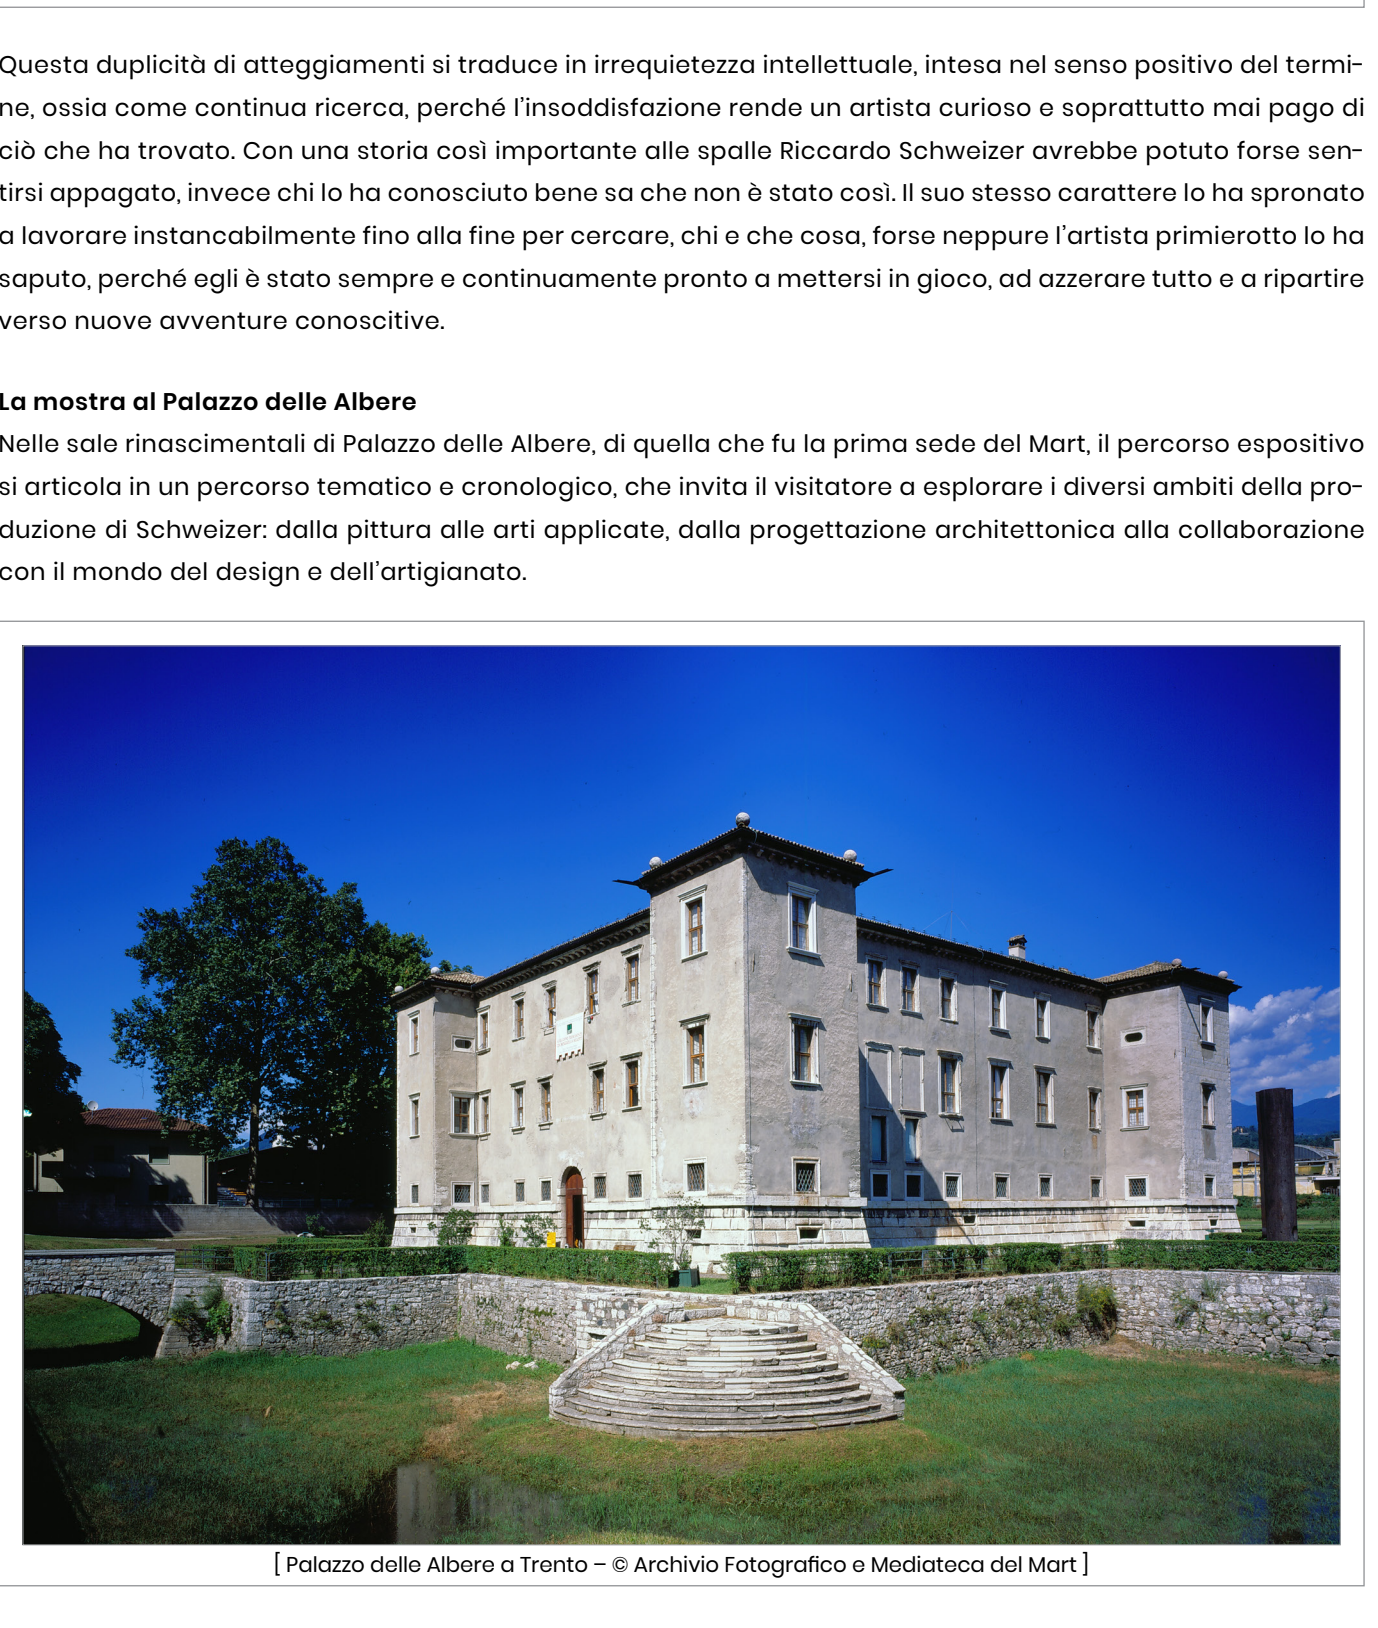 Questa duplicità di atteggiamenti si traduce in irrequietezza intellettuale, intesa nel senso positivo del termi-
ne, ossia come continua ricerca, perché l'insoddisfazione rende un artista curioso e soprattutto mai pago di
ciò che ha trovato. Con una storia così importante alle spalle Riccardo Schweizer avrebbe potuto forse sen-
tirsi appagato, invece chi lo ha conosciuto bene sa che non è stato così. Il suo stesso carattere lo ha spronato
a lavorare instancabilmente fino alla fine per cercare, chi e che cosa, forse neppure l'artista primierotto lo ha
saputo, perché egli è stato sempre e continuamente pronto a mettersi in gioco, ad azzerare tutto e a ripartire
verso nuove avventure conoscitive.
La mostra al Palazzo delle Albere
Nelle sale rinascimentali di Palazzo delle Albere, di quella che fu la prima sede del Mart, il percorso espositivo
si articola in un percorso tematico e cronologico, che invita il visitatore a esplorare i diversi ambiti della pro-
duzione di Schweizer: dalla pittura alle arti applicate, dalla progettazione architettonica alla collaborazione
con il mondo del design e dell'artigianato.
[ Palazzo delle Albere a Trento – © Archivio Fotografico e Mediateca del Mart ]